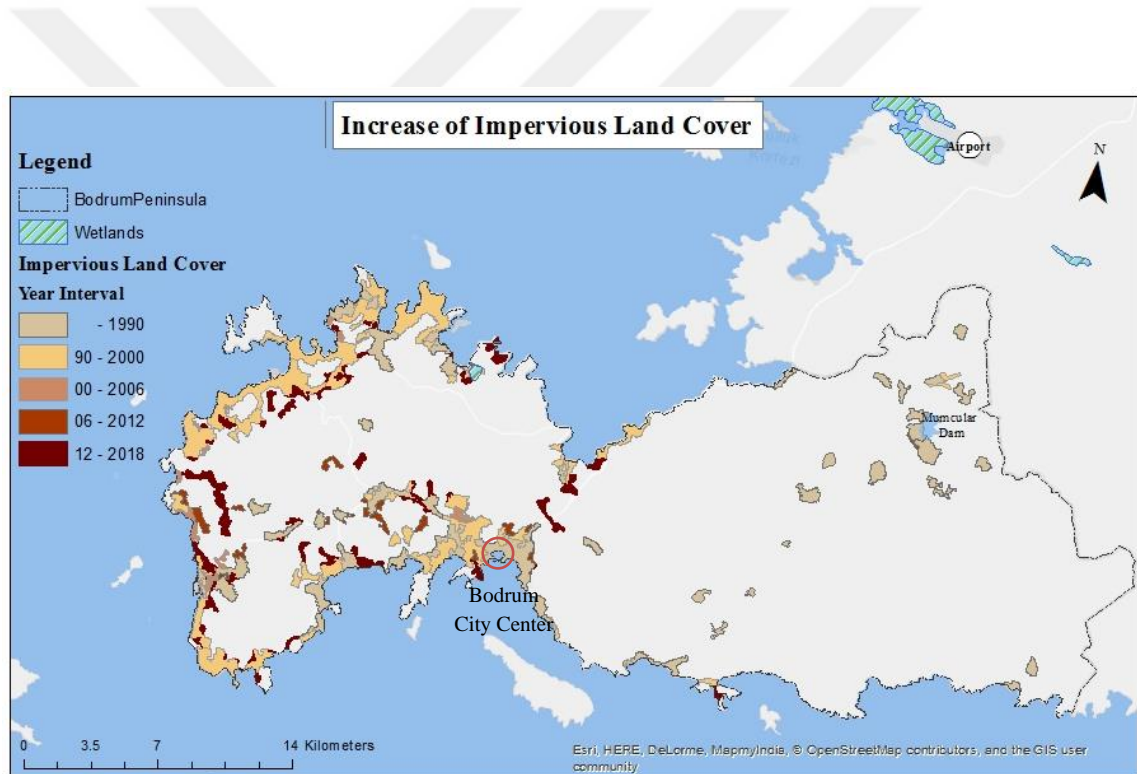 Increase of Impervious Land Cover
Legend
BodrumPeninsula
Wetlands
Impervious Land Cover
Year Interval
- 1990
90 - 2000
00 - 2006
06 - 2012
12 - 2018
Airport
N
Mumcular
Dam
Bodrum
City Center
0 3.5 7 14 Kilometers
Esri, HERE, DeLorme, MapmyIndia, © OpenStreetMap contributors, and the GIS user
community